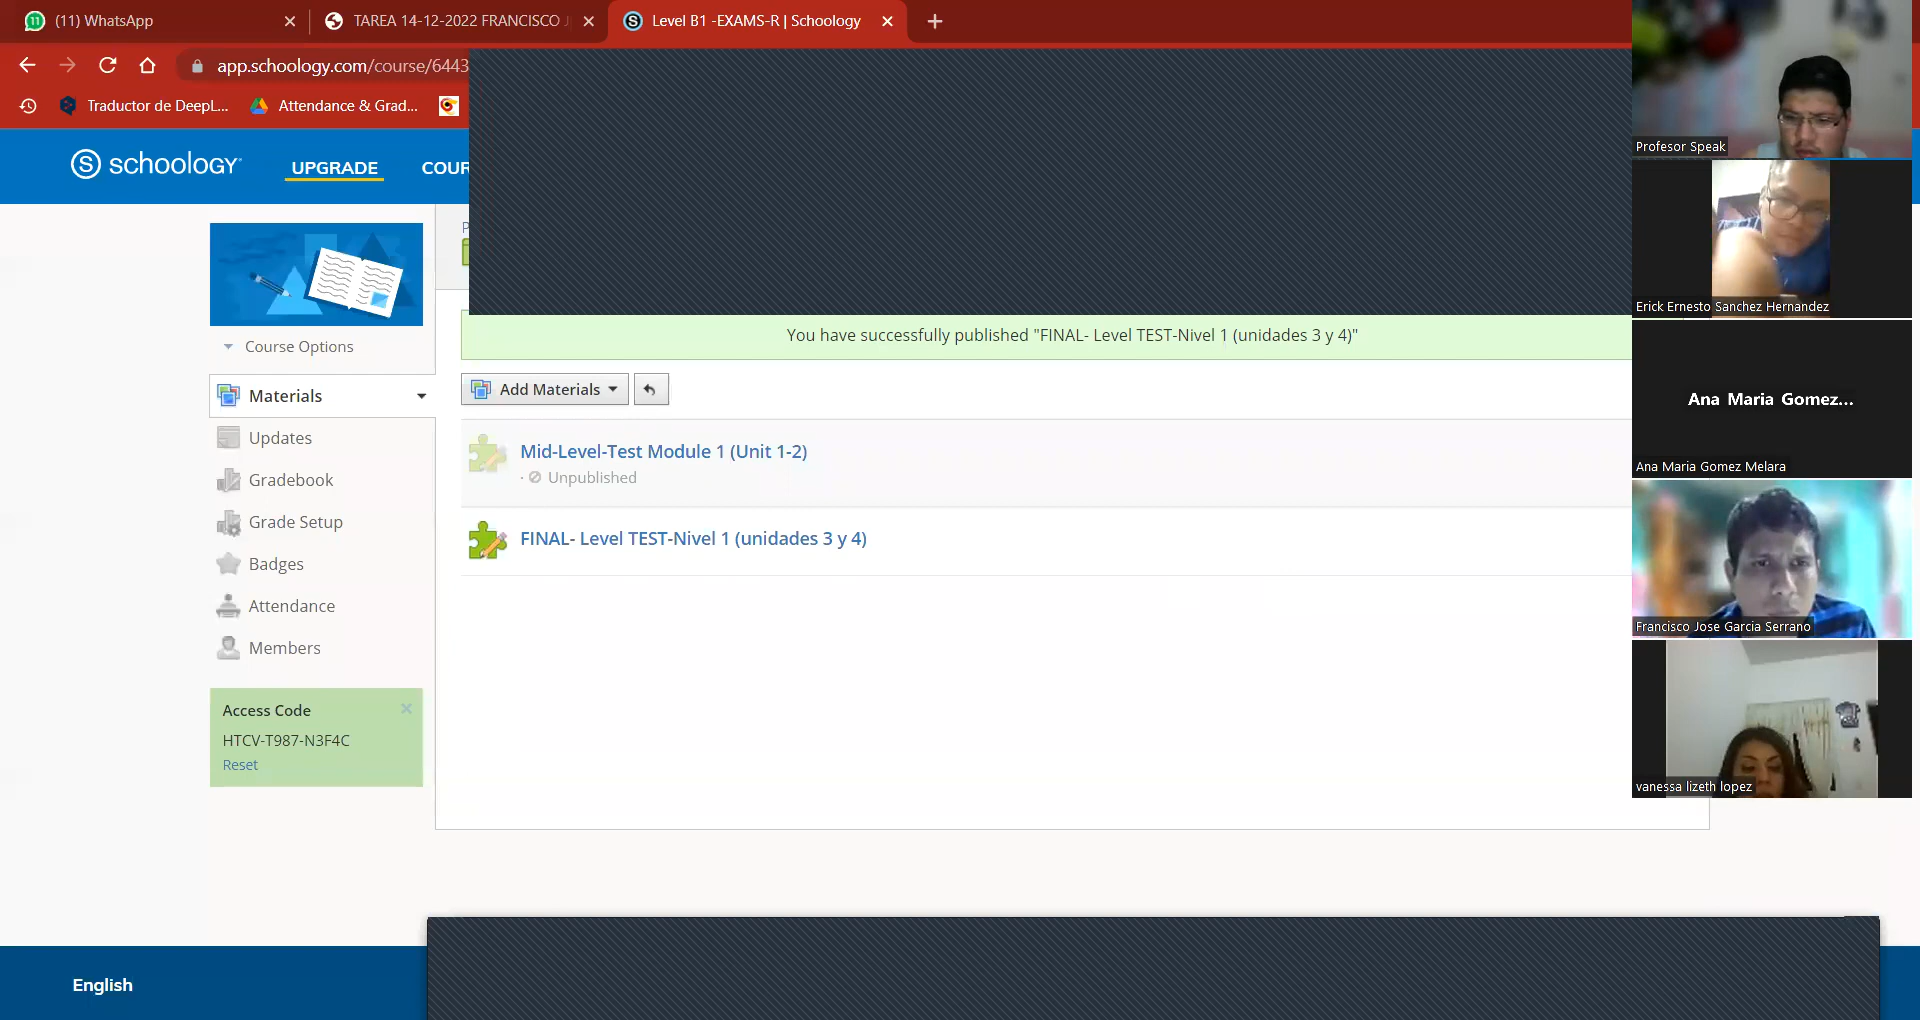 (11) WhatsApp
TAREA 14-12-2022 FRANCISCO J
Level B1 -EXAMS-R | Schoology
app.schoology.com/course/6443
Traductor de DeepL...
Attendance & Grad...
schoology
UPGRADE
COUR
Course Options
Materials
Updates
Gradebook
Grade Setup
Badges
Attendance
Members
Access Code
HTCV-T987-N3F4C
Reset
You have successfully published "FINAL- Level TEST-Nivel 1 (unidades 3 y 4)"
Add Materials
Mid-Level-Test Module 1 (Unit 1-2)
· Unpublished
FINAL- Level TEST-Nivel 1 (unidades 3 y 4)
English
Profesor Speak
Erick Ernesto Sanchez Hernandez
Ana Maria Gomez...
Ana Maria Gomez Melara
Francisco Jose Garcia Serrano
vanessa lizeth lopez